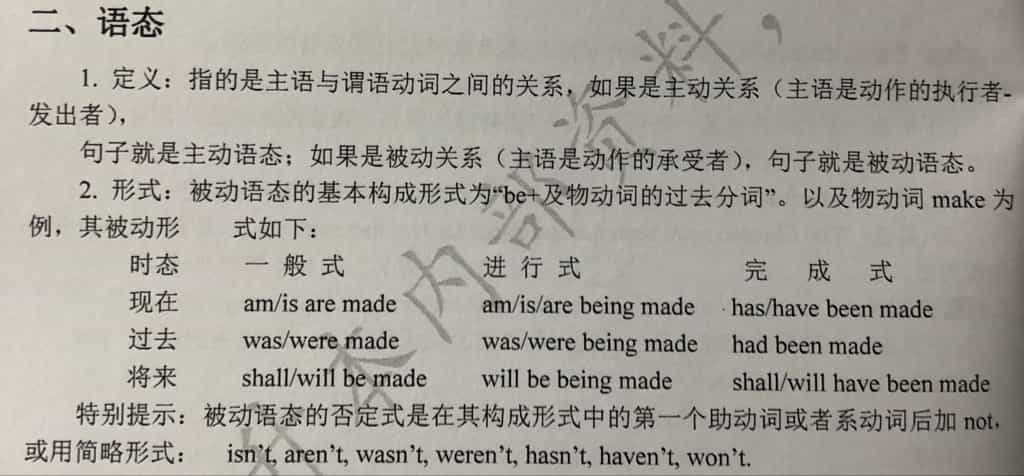 二、语态
1. 定义：指的是主语与谓语动词之间的关系，如果是主动关系（主语是动作的执行者-
发出者），
句子就是主动语态；如果是被动关系（主语是动作的承受者），句子就是被动语态。
2. 形式：被动语态的基本构成形式为“be+及物动词的过去分词”。以及物动词 make 为
例，其被动形 式如下：
时态 一 般 式 进 行 式 完 成 式
现在 am/is are made am/is/are being made has/have been made
过去 was/were made was/were being made had been made
将来 shall/will be made will be being made shall/will have been made
特别提示：被动语态的否定式是在其构成形式中的第一个助动词或者系动词后加 not，
或用简略形式： isn’t, aren’t, wasn’t, weren’t, hasn’t, haven’t, won’t.
本内部资料，